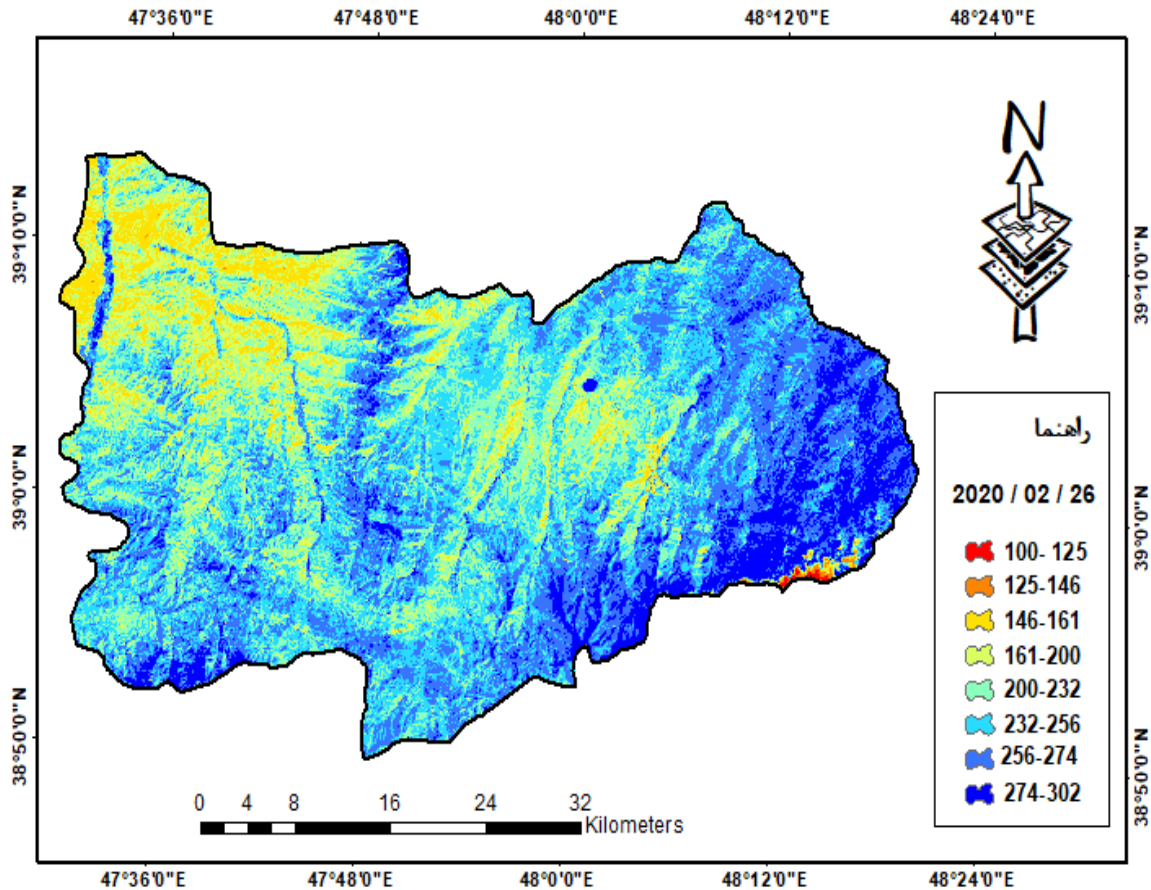 47°36'0"E 47°48'0"E 48°0'0"E 48°12'0"E 48°24'0"E
N
39°10'0"N
39°10'0"N
39°0'0"N
39°0'0"N
38°50'0"N
38°50'0"N
راهنما
2020 / 02 / 26
100- 125
125-146
146-161
161-200
200-232
232-256
256-274
274-302
0 4 8 16 24 32
Kilometers
47°36'0"E 47°48'0"E 48°0'0"E 48°12'0"E 48°24'0"E